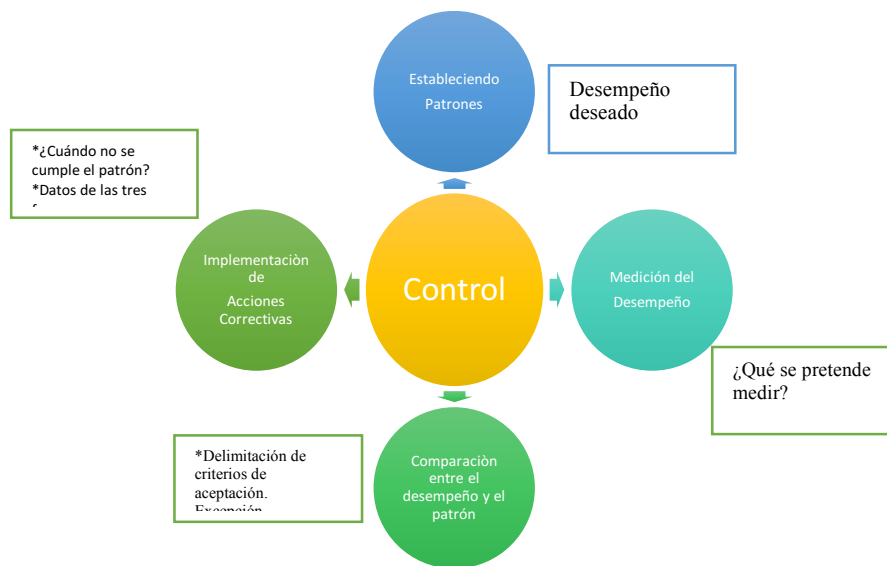 Estableciendo
Patrones
Desempeño
deseado
*¿Cuándo no se
cumple el patrón?
*Datos de las tres
Implementaciòn
de
Acciones
Correctivas
Control
Medición del
Desempeño
¿Qué se pretende
medir?
*Delimitación de
criterios de
aceptación.
Excepción
Comparaciòn
entre el
desempeño y el
patrón